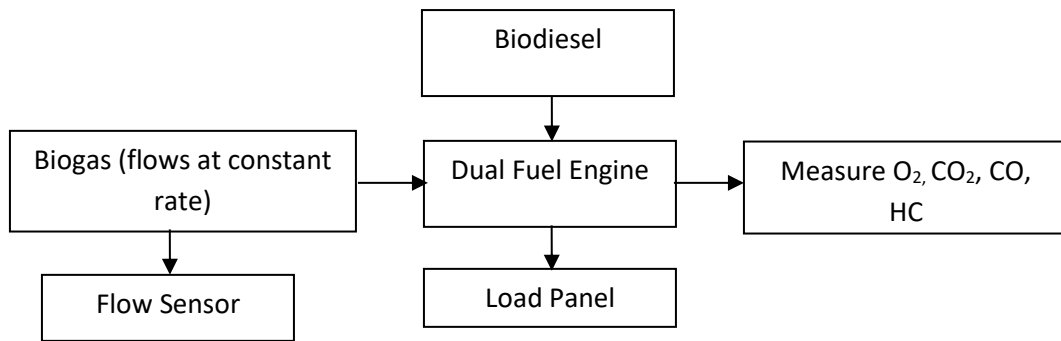 Biodiesel
Biogas (flows at constant
rate)
Dual Fuel Engine
Measure O₂, CO₂, CO,
HC
Flow Sensor
Load Panel